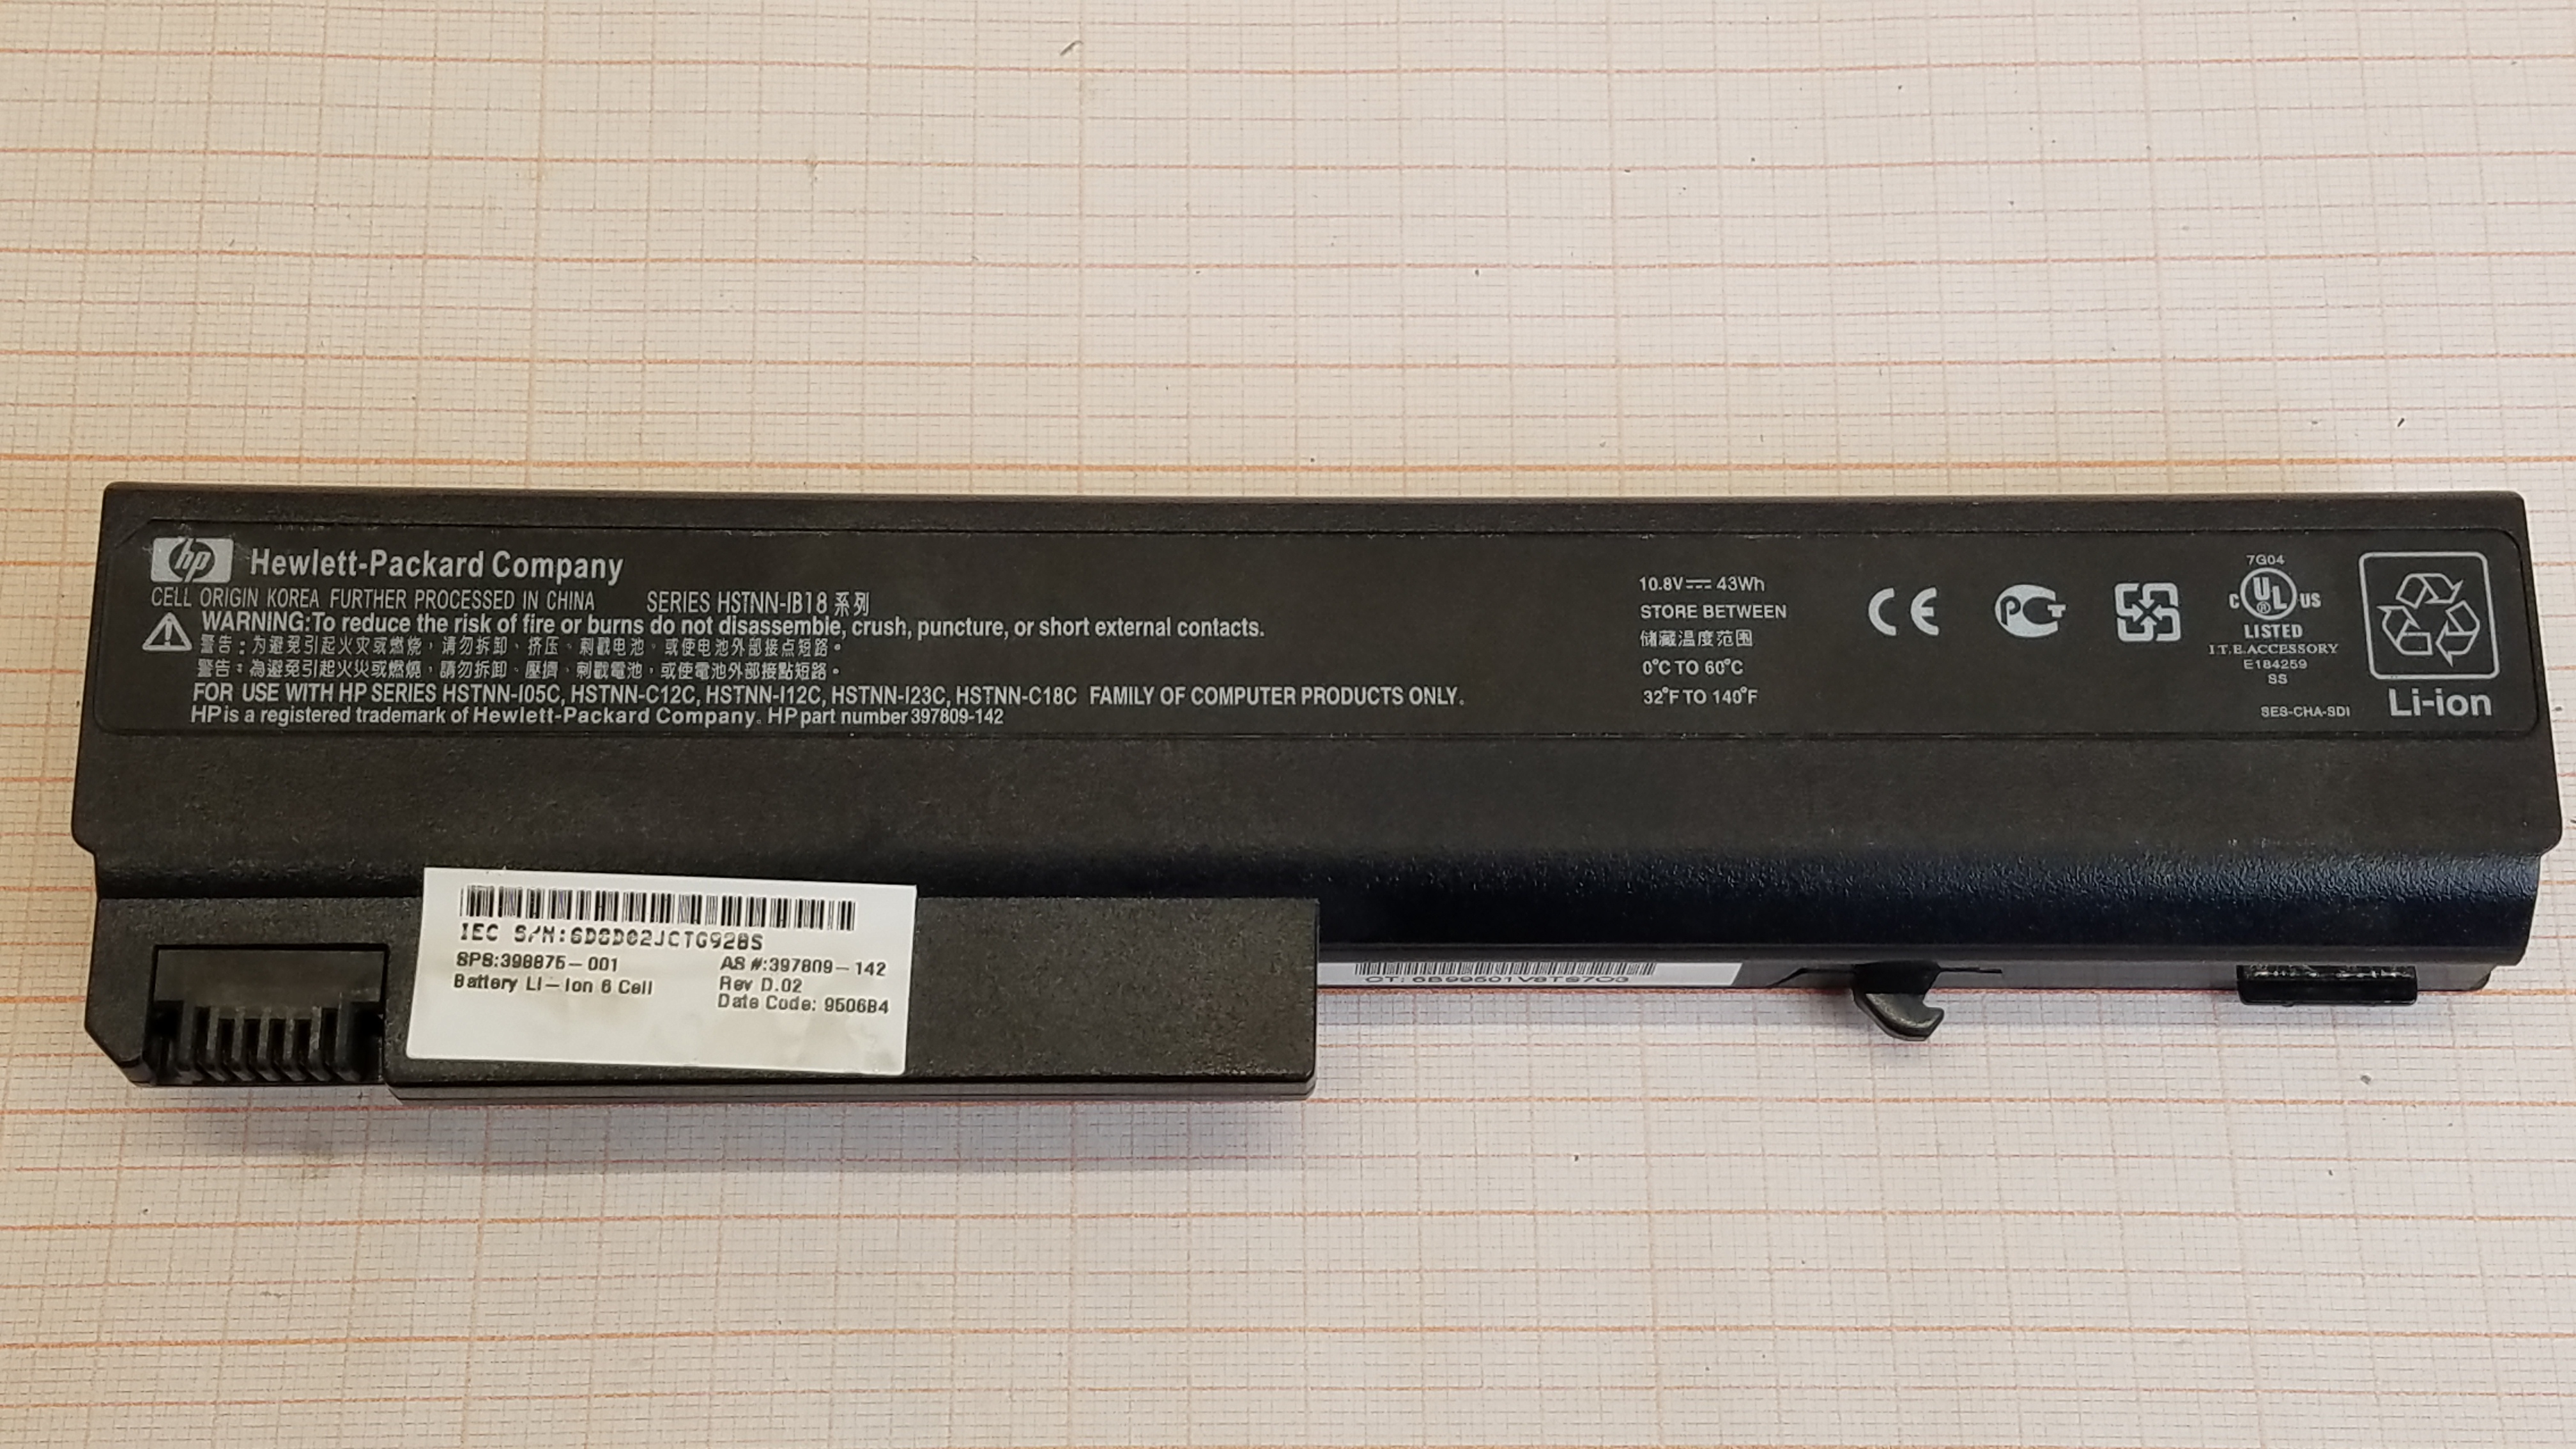 hp Hewlett-Packard Company
CELL ORIGIN KOREA FURTHER PROCESSED IN CHINA SERIES HSTNN-IB18 系列
WARNING: To reduce the risk of fire or burns do not disassemble, crush, puncture, or short external contacts.
警告：为避免引起火灾或燃烧，请勿拆卸、挤压、刺戳电池。或使电池外部接点短路。
警告：為避免引起火災或燃燒，請勿拆卸、壓擠、刺戳電池，或使電池外部接點短路。
FOR USE WITH HP SERIES HSTNN-I05C, HSTNN-C12C, HSTNN-I12C, HSTNN-I23C, HSTNN-C18C FAMILY OF COMPUTER PRODUCTS ONLY.
HP is a registered trademark of Hewlett-Packard Company. HP part number 397809-142
10.8V⎓43Wh
STORE BETWEEN
储藏温度范围
0°C TO 60°C
32°F TO 140°F
CE
PCT
7G04
C UL ® US
LISTED
I.T.E. ACCESSORY
E184259
SS
SES-CHA-SDI
Li-ion
IEC S/N:
SPS:398875-001 AS #:397809-142
Battery Li-Ion 6 Cell Rev D.02
Date Code: 9506B4
CT: